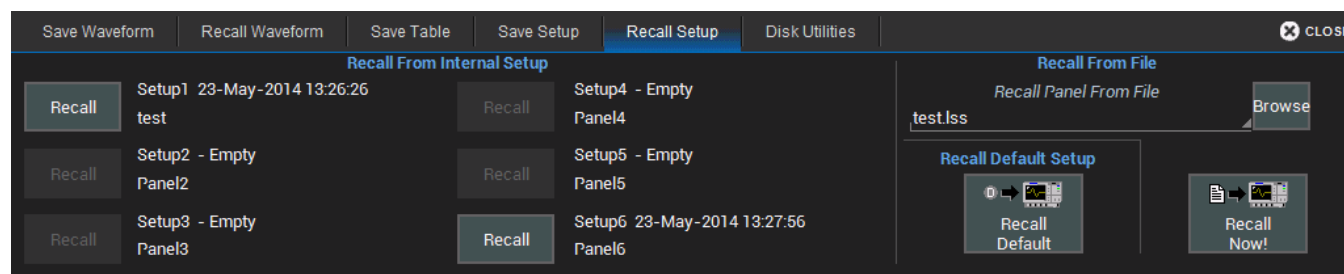 Save Waveform Recall Waveform Save Table Save Setup Recall Setup Disk Utilities CLOS
Recall From Internal Setup
Recall Setup1 23-May-2014 13:26:26
test
Recall Setup2 - Empty
Panel2
Recall Setup3 - Empty
Panel3
Recall Setup4 - Empty
Panel4
Recall Setup5 - Empty
Panel5
Recall Setup6 23-May-2014 13:27:56
Panel6
Recall From File
Recall Panel From File
test.lss Browse
Recall Default Setup
D
Recall
Default
Recall
Now!